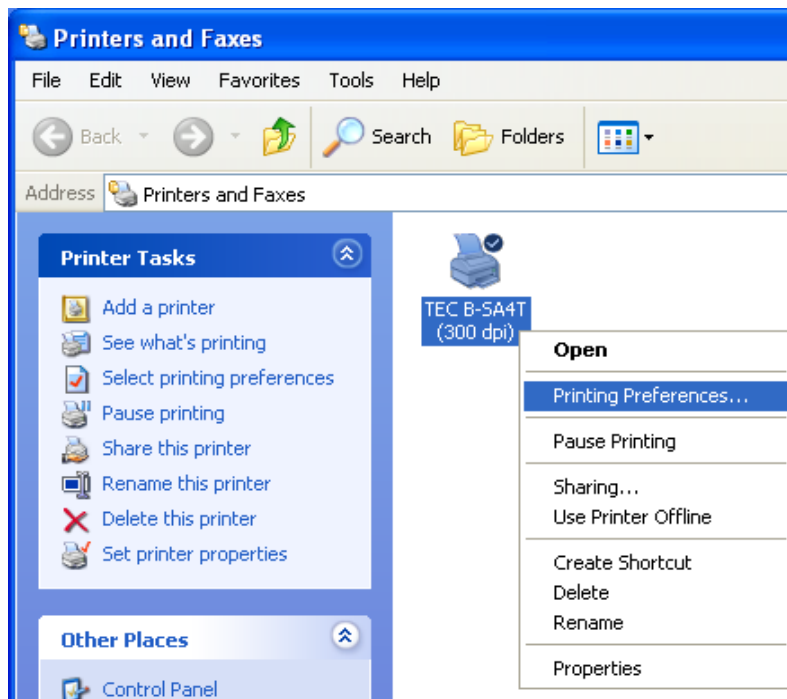 Printers and Faxes
File Edit View Favorites Tools Help
Back Search Folders
Address Printers and Faxes
Printer Tasks
Add a printer
See what's printing
Select printing preferences
Pause printing
Share this printer
Rename this printer
Delete this printer
Set printer properties
Other Places
Control Panel
TEC B-SA4T
(300 dpi)
Open
Printing Preferences...
Pause Printing
Sharing...
Use Printer Offline
Create Shortcut
Delete
Rename
Properties